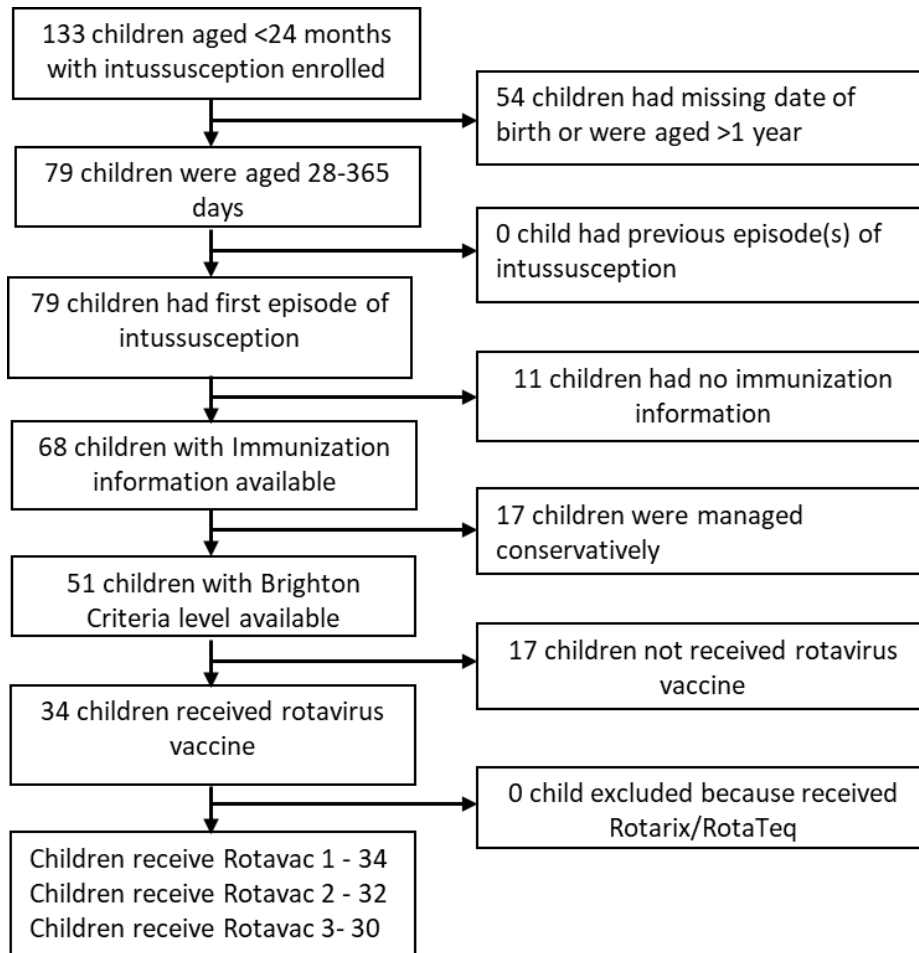 133 children aged <24 months
with intussusception enrolled
54 children had missing date of
birth or were aged >1 year
79 children were aged 28-365
days
0 child had previous episode(s) of
intussusception
79 children had first episode of
intussusception
11 children had no immunization
information
68 children with Immunization
information available
17 children were managed
conservatively
51 children with Brighton
Criteria level available
17 children not received rotavirus
vaccine
34 children received rotavirus
vaccine
0 child excluded because received
Rotarix/RotaTeq
Children receive Rotavac 1 - 34
Children receive Rotavac 2 - 32
Children receive Rotavac 3- 30